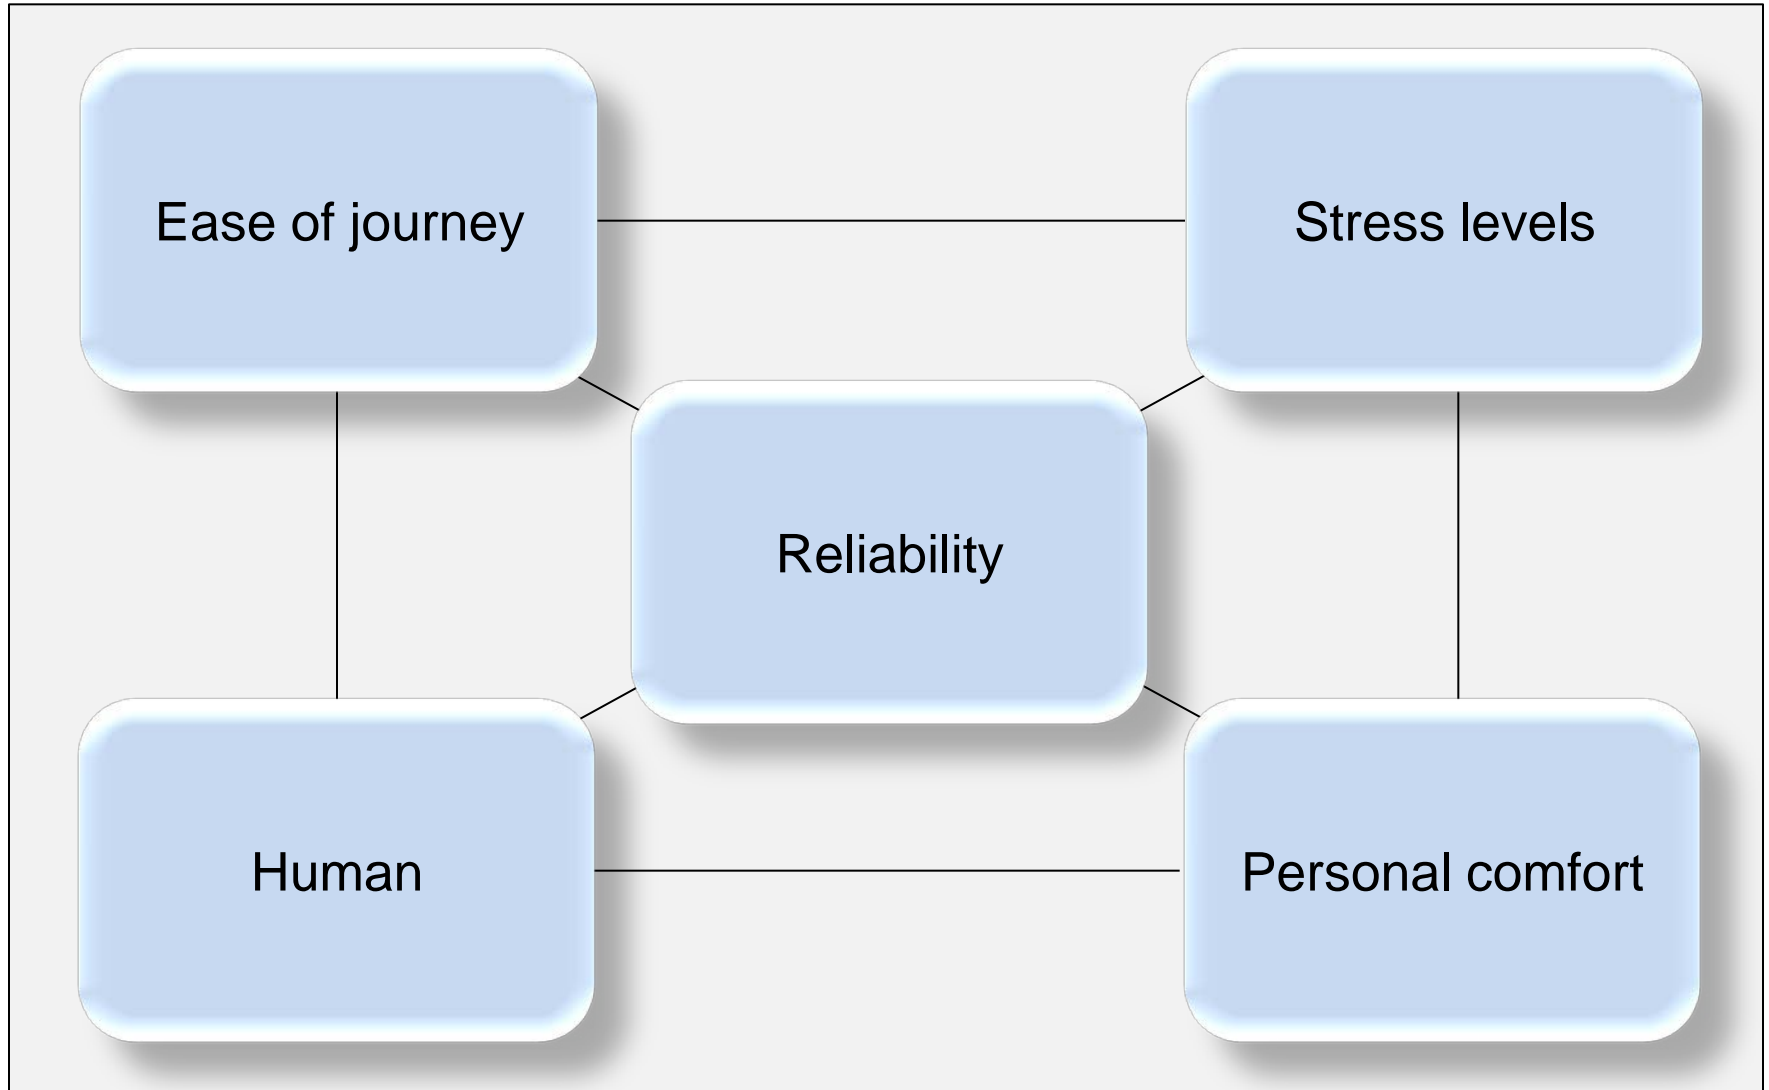 Ease of journey
Stress levels
Reliability
Human
Personal comfort